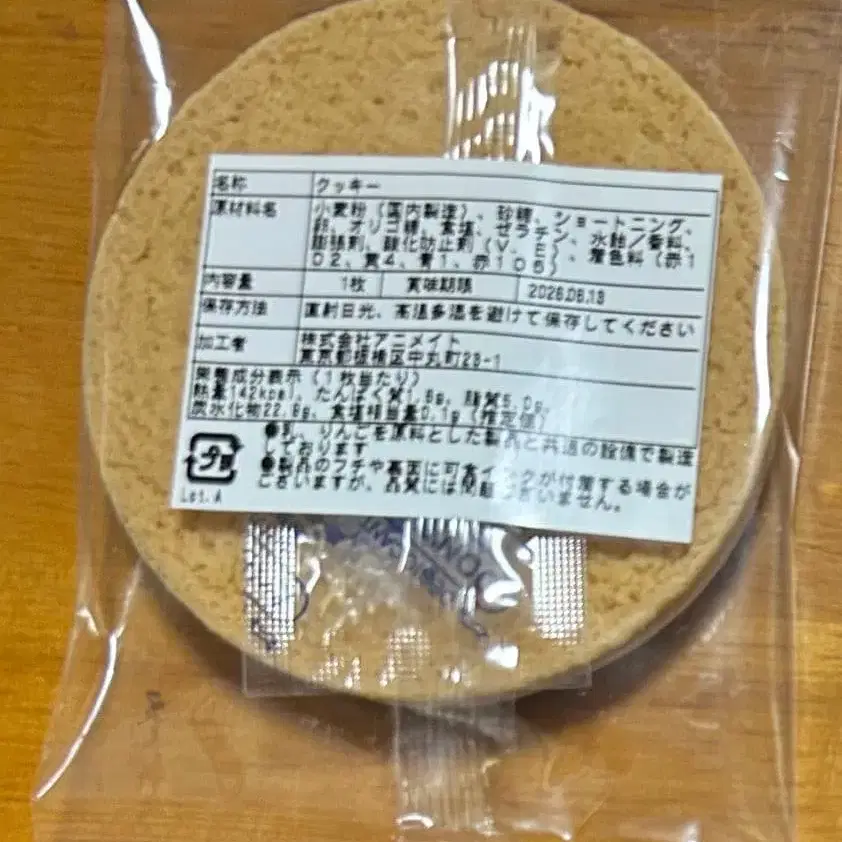 名称 クッキー
原材料名 小麦粉（国内製造）、砂糖、ショートニング、
卵、オリゴ糖、食塩、ゼラチン、水飴／香料、
膨張剤、酸化防止剤（V．E）、着色料（赤1
02、黄4、青1、赤105）
内容量 1枚 賞味期限 2026.06.13
保存方法 直射日光、高温多湿を避けて保存してください
加工者 株式会社アニメイト
東京都板橋区中丸町28-1
栄養成分表示（1枚当たり）
熱量142kcal、たんぱく質1.6g、脂質5.0g、
炭水化物22.8g、食塩相当量0.1g（推定値）
●乳、りんごを原料とした製品と共通の設備で製造
しております
●製品のフチや裏面に可食インクが付着する場合が
ございますが、品質には問題ございません。
プラ
Lot.A